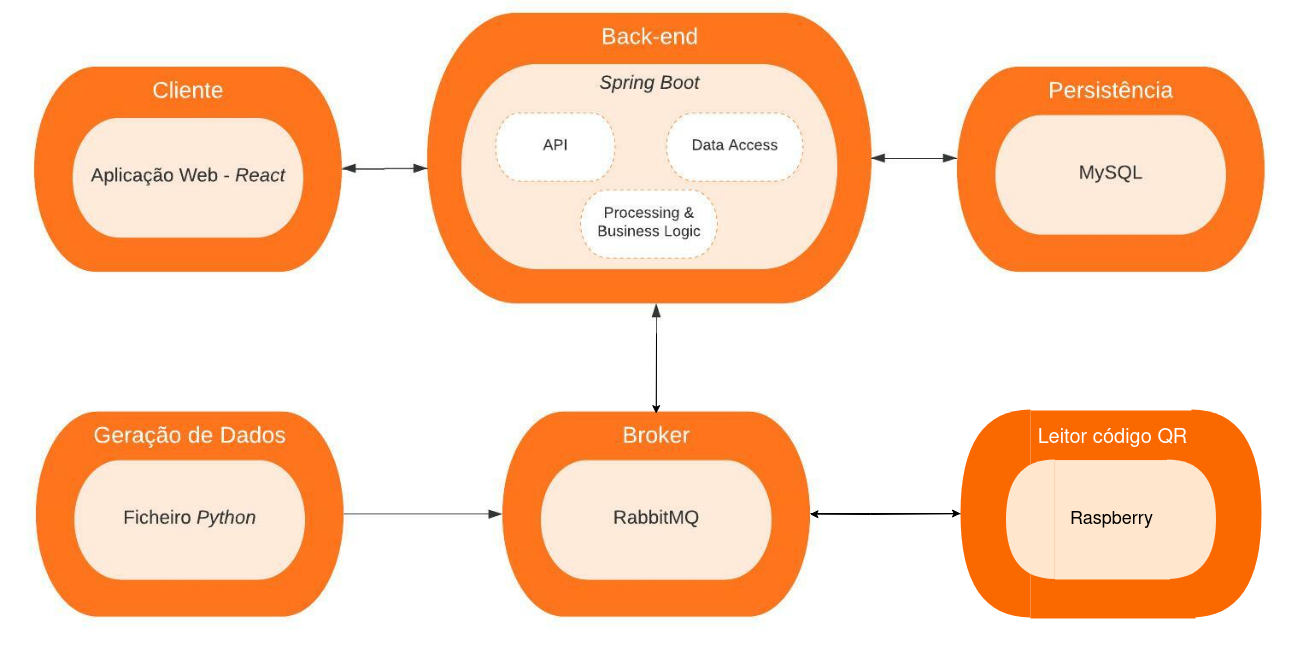 Cliente
Aplicação Web - React
Back-end
Spring Boot
API
Data Access
Processing &
Business Logic
Persistência
MySQL
Geração de Dados
Ficheiro Python
Broker
RabbitMQ
Leitor código QR
Raspberry